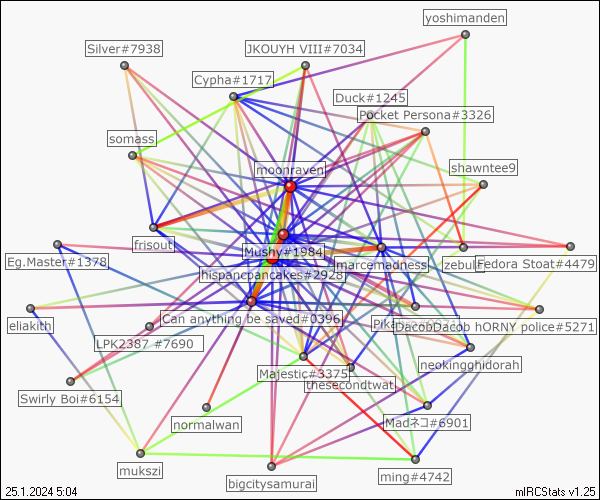 yoshimanden
Silver#7938
JKOUYH VIII#7034
Cypha#1717
Duck#1245
Pocket Persona#3326
somass
moonraven
shawntee9
frisout
Mushy#1984
Eg.Master#1378
marcemadness
zebul
Fedora Stoat#4479
hispancpancakes#2928
eliakith
Can anything be saved#0396
DacobDacob hORNY police#5271
LPK2387 #7690
Majestic#3375
neokingghidorah
thesecondtwat
Swirly Boi#6154
normalwan
Madネコ#6901
mukszi
bigcitysamurai
ming#4742
25.1.2024 5:04
mIRCStats v1.25